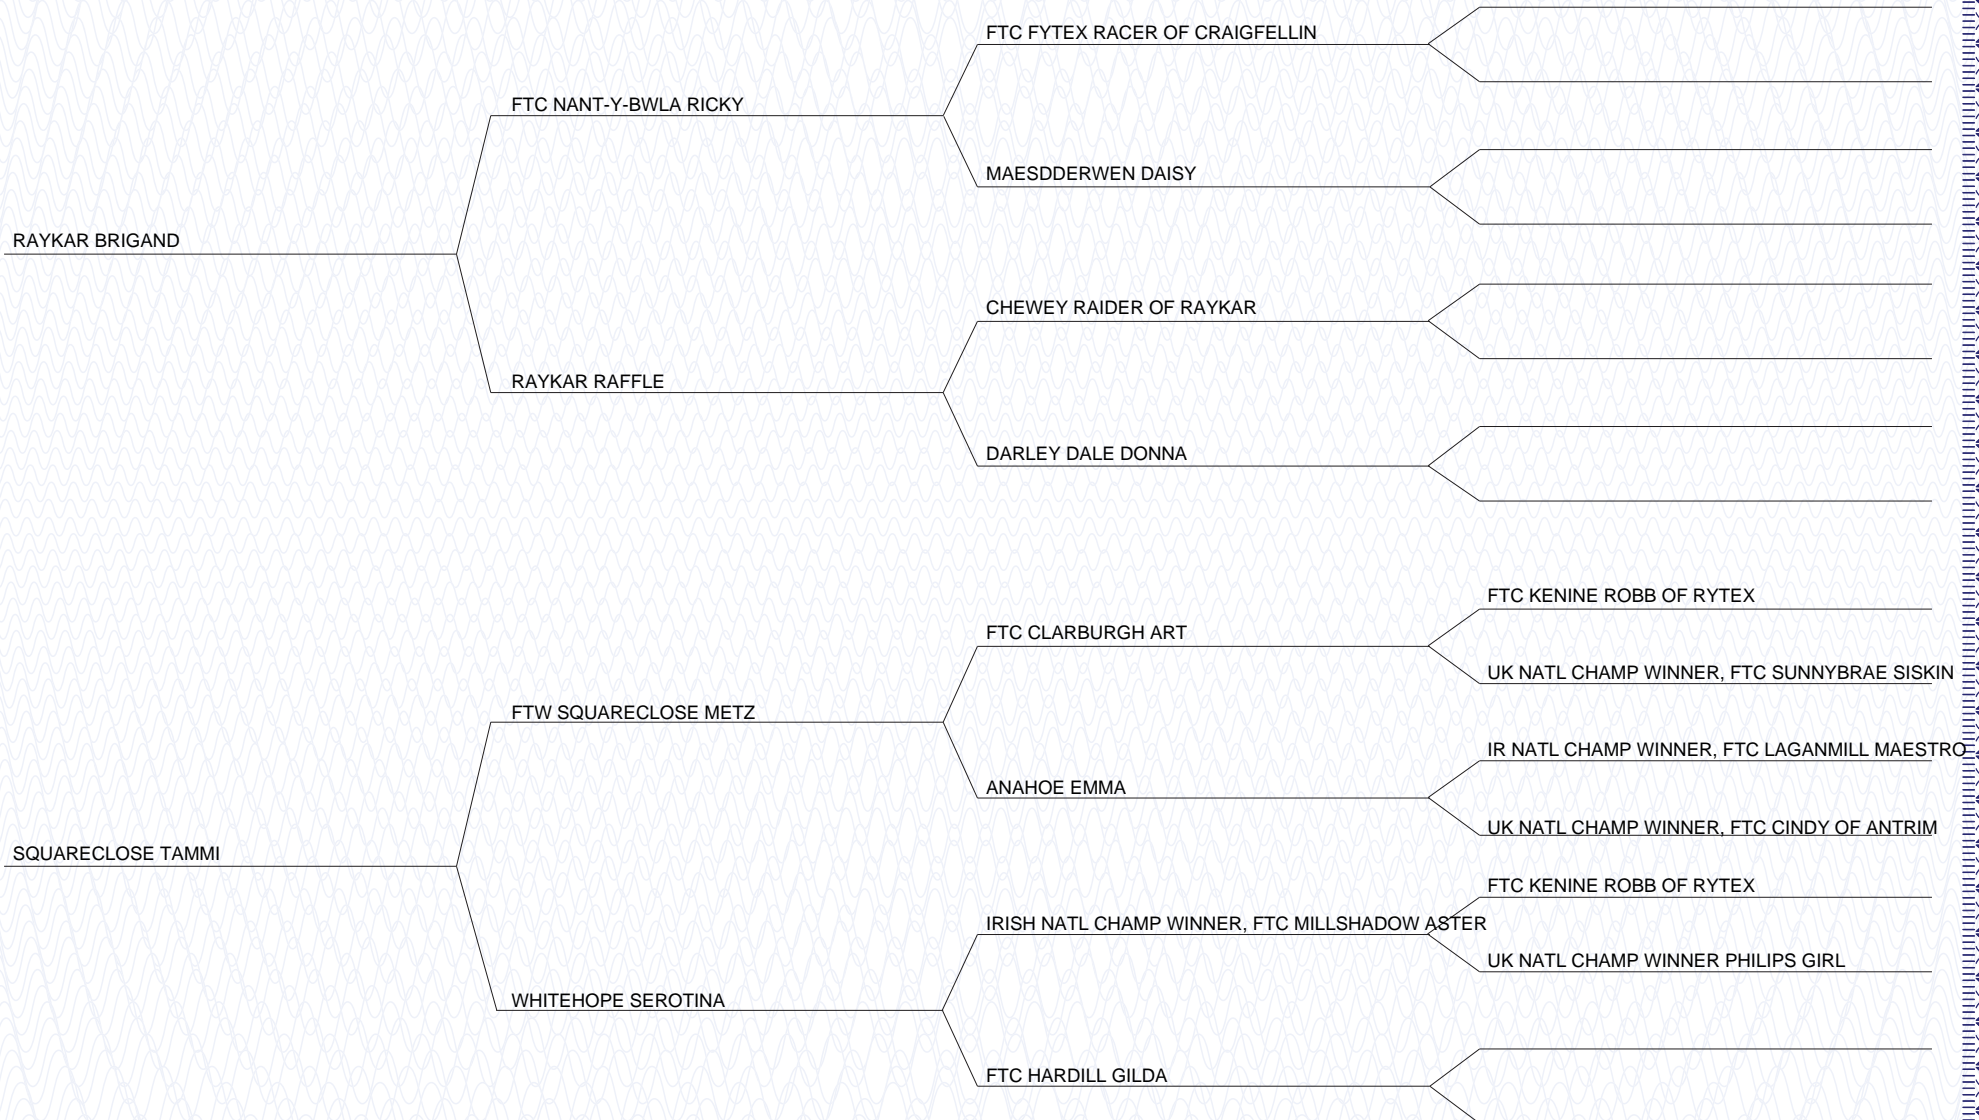 FTC FYTEX RACER OF CRAIGFELLIN
FTC NANT-Y-BWLA RICKY
MAESDDERWEN DAISY
RAYKAR BRIGAND
CHEWEY RAIDER OF RAYKAR
RAYKAR RAFFLE
DARLEY DALE DONNA
FTC KENINE ROBB OF RYTEX
FTC CLARBURGH ART
UK NATL CHAMP WINNER, FTC SUNNYBRAE SISKIN
FTW SQUARECLOSE METZ
IR NATL CHAMP WINNER, FTC LAGANMILL MAESTRO
ANAHOE EMMA
UK NATL CHAMP WINNER, FTC CINDY OF ANTRIM
SQUARECLOSE TAMMI
FTC KENINE ROBB OF RYTEX
IRISH NATL CHAMP WINNER, FTC MILLSHADOW ASTER
UK NATL CHAMP WINNER PHILIPS GIRL
WHITEHOPE SEROTINA
FTC HARDILL GILDA